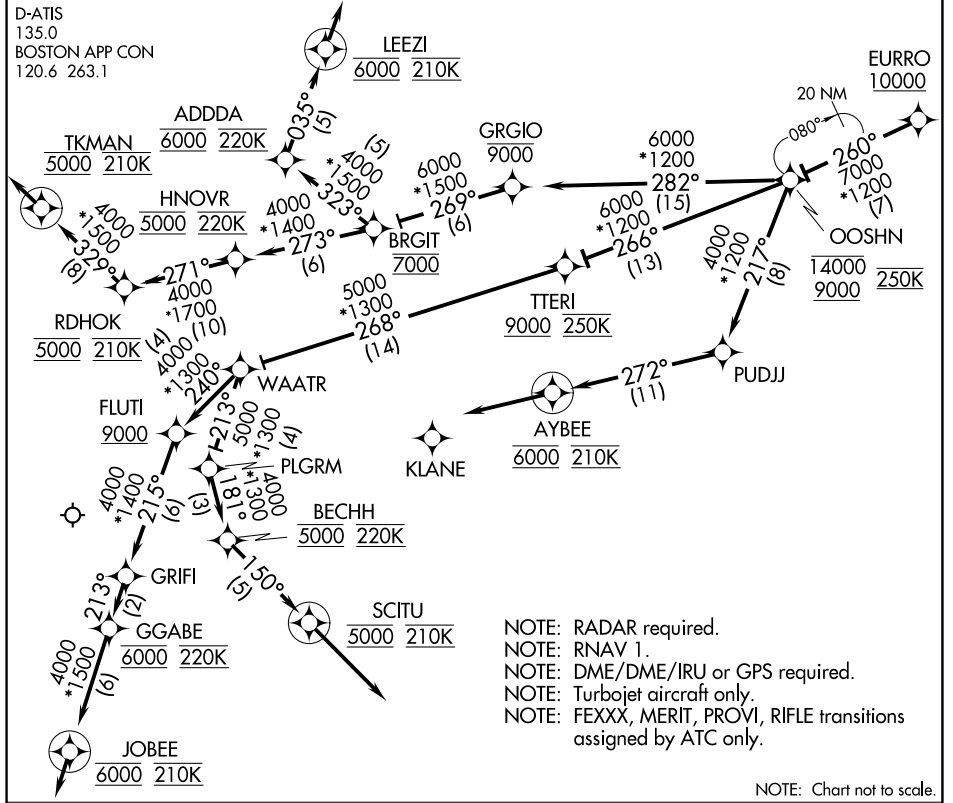 D-ATIS
135.0
BOSTON APP CON
120.6 263.1
LEEZI
6000 210K
EURRO
10000
20 NM
080°
260°
7000
*1200
(7)
ADDDA
6000 220K
035°
(5)
TKMAN
5000 210K
GRGIO
9000
6000
*1200
282°
(15)
(5)
4000
*1500
323°
6000
*1500
269°
(6)
HNOVR
5000 220K
4000
*1400
273°
(6)
BRGIT
7000
6000
*1200
266°
(13)
OOSHN
14000
9000
250K
4000
*1500
329°
(8)
271°
4000
*1700
(10)
4000
*1200
217°
(8)
RDHOK
5000 210K
TTERI
9000 250K
5000
*1300
268°
(14)
(4)
4000
*1300
240°
WAATR
PUDJJ
272°
(11)
FLUTI
9000
213°
5000
*1300
(4)
AYBEE
6000 210K
KLANE
PLGRM
4000
*1300
181°
(3)
4000
*1400
215°
(6)
BECHH
5000 220K
GRIFI
150°
(5)
213°
(2)
SCITU
5000 210K
GGABE
6000 220K
4000
*1500
(6)
JOBEE
6000 210K
NOTE: RADAR required.
NOTE: RNAV 1.
NOTE: DME/DME/IRU or GPS required.
NOTE: Turbojet aircraft only.
NOTE: FEXXX, MERIT, PROVI, RIFLE transitions
assigned by ATC only.
NOTE: Chart not to scale.